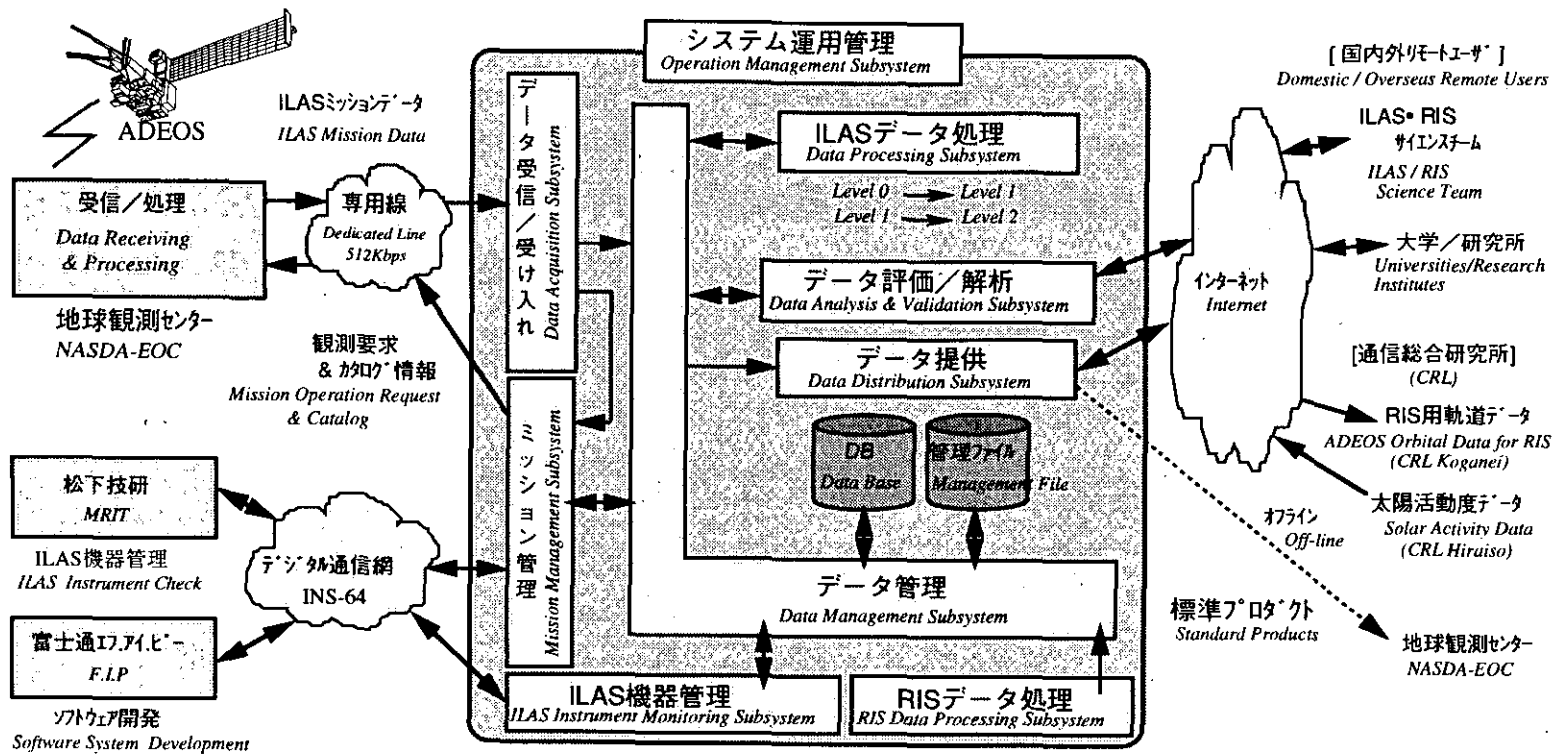 システム運用管理
Operation Management Subsystem
ADEOS
ILASミッションデータ
ILAS Mission Data
受信／処理
Data Receiving
& Processing
地球観測センター
NASDA-EOC
専用線
Dedicated Line
512Kbps
観測要求
& カタログ情報
Mission Operation Request
& Catalog
データ受信／受け入れ
Data Acquisition Subsystem
ミッション管理
Mission Management Subsystem
松下技研
MRIT
ILAS機器管理
ILAS Instrument Check
富士通エフ.アイ.ピー
F.I.P
ソフトウェア開発
Software System Development
デジタル通信網
INS-64
ILASデータ処理
Data Processing Subsystem
Level 0 Level 1
Level 1 Level 2
データ評価／解析
Data Analysis & Validation Subsystem
データ提供
Data Distribution Subsystem
DB
Data Base
管理ファイル
Management File
データ管理
Data Management Subsystem
ILAS機器管理
ILAS Instrument Monitoring Subsystem
RISデータ処理
RIS Data Processing Subsystem
[国内外リモートユーザ]
Domestic / Overseas Remote Users
ILAS・RIS
サイエンスチーム
ILAS / RIS
Science Team
大学／研究所
Universities/Research
Institutes
インターネット
Internet
[通信総合研究所]
(CRL)
RIS用軌道データ
ADEOS Orbital Data for RIS
(CRL Koganei)
太陽活動度データ
Solar Activity Data
(CRL Hiraiso)
オフライン
Off-line
標準プロダクト
Standard Products
地球観測センター
NASDA-EOC